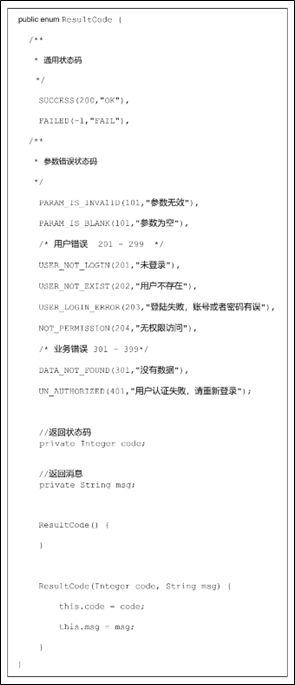 public enum ResultCode {
/**
* 通用状态码
*/
SUCCESS(200,"OK"),
FAILED(-1,"FAIL"),
/**
* 参数错误状态码
*/
PARAM_IS_INVALID(101,"参数无效"),
PARAM_IS_BLANK(101,"参数为空"),
/* 用户错误 201 - 299 */
USER_NOT_LOGIN(201,"未登录"),
USER_NOT_EXIST(202,"用户不存在"),
USER_LOGIN_ERROR(203,"登陆失败，账号或者密码有误"),
NOT_PERMISSION(204,"无权限访问"),
/* 业务错误 301 - 399*/
DATA_NOT_FOUND(301,"没有数据"),
UN_AUTHORIZED(401,"用户认证失败，请重新登录");
//返回状态码
private Integer code;
//返回消息
private String msg;
ResultCode() {
}
ResultCode(Integer code, String msg) {
this.code = code;
this.msg = msg;
}
}